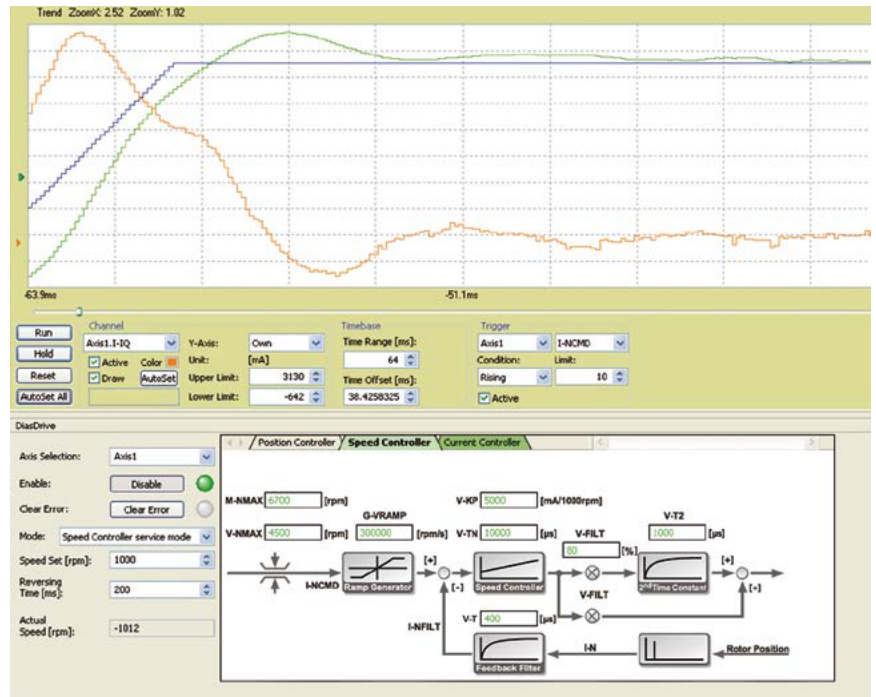 Trend ZoomX: 2.52 ZoomY: 1.02
-63.9ms -51.1ms
Run Channel Timebase Trigger
Axis1.I-IQ Y-Axis: Own Time Range [ms]: Axis1 I-NCMD
Hold Active Color Unit: [mA] 64 Condition: Limit:
Reset Draw AutoSet Upper Limit: 3130 Time Offset [ms]: Rising 10
AutoSet All Lower Limit: -642 38.4258325 Active
DiasDrive
Axis Selection: Axis1
Enable: Disable
Clear Error: Clear Error
Mode: Speed Controller service mode
Speed Set [rpm]: 1000
Reversing
Time [ms]: 200
Actual
Speed [rpm]: -1012
Position Controller Speed Controller Current Controller
M-NMAX 6700 [rpm] V-KP 5000 [mA/1000rpm]
G-VRAMP V-T2
V-NMAX 4500 [rpm] 300000 [rpm/s] V-TN 10000 [µs] V-FILT 1000 [µs]
80 [%]
[+] [+]
I-NCMD Ramp Generator [-] Speed Controller 2nd Time Constant [-]
V-FILT
I-NFILT V-T 400 [µs]
I-N Rotor Position
Feedback Filter